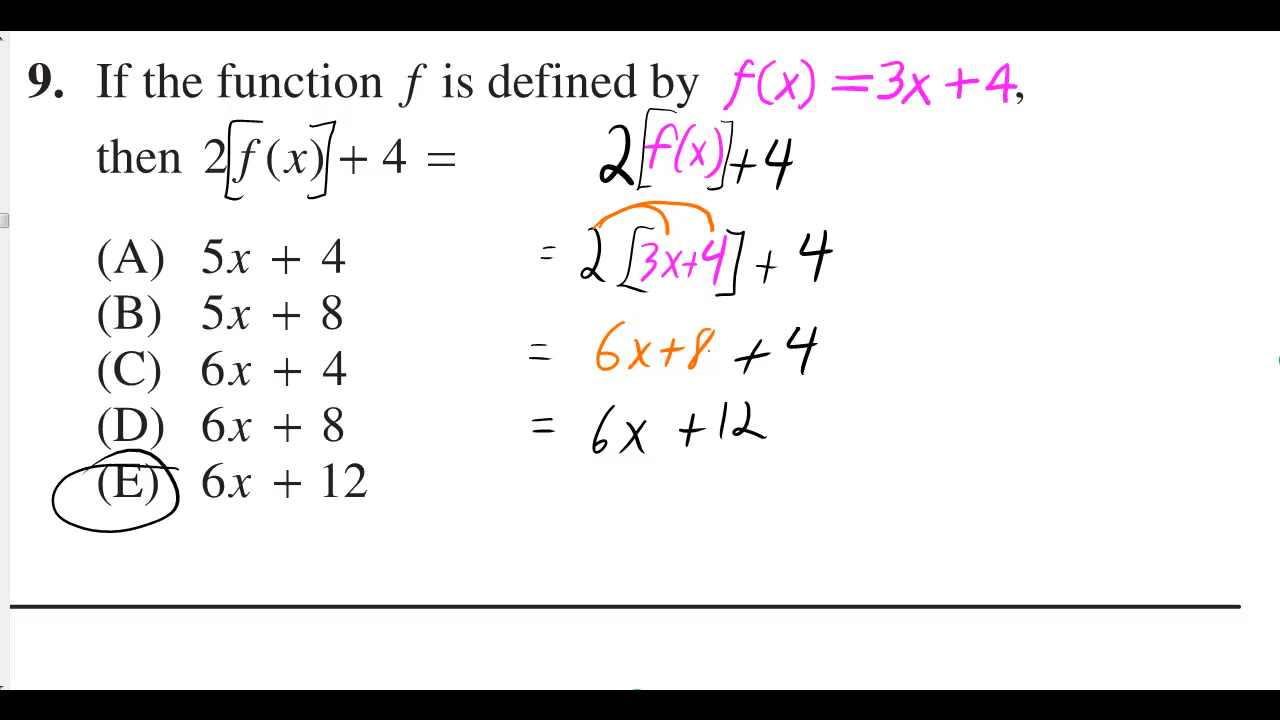 9. If the function f is defined by f(x) = 3x + 4,
then 2[f(x)] + 4 =
(A) 5x + 4
(B) 5x + 8
(C) 6x + 4
(D) 6x + 8
(E) 6x + 12
2[f(x)] + 4
= 2[3x+4] + 4
= 6x+8 + 4
= 6x + 12